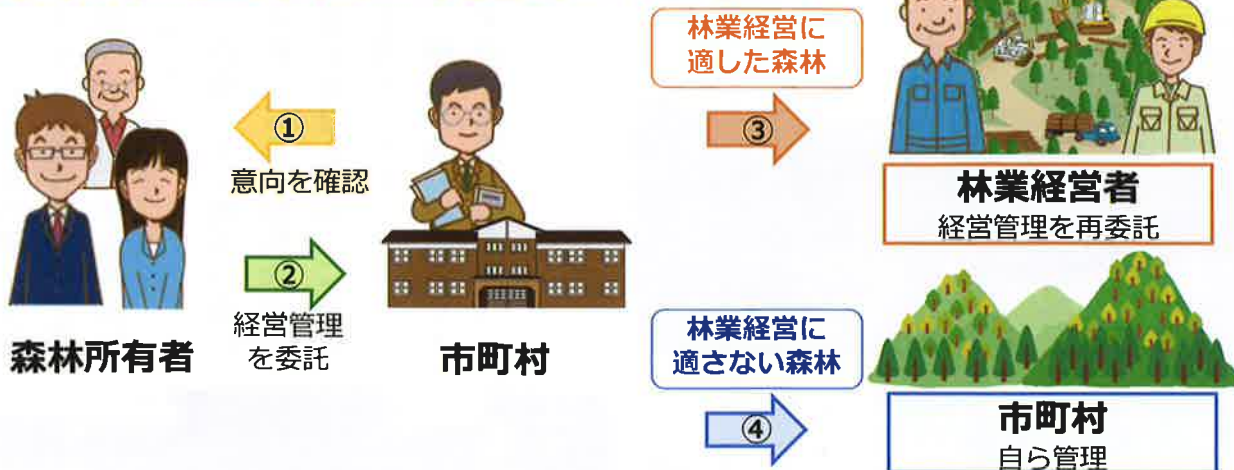 ①
意向を確認
②
経営管理
を委託
森林所有者
市町村
林業経営に
適した森林
③
林業経営者
経営管理を再委託
林業経営に
適さない森林
④
市町村
自ら管理